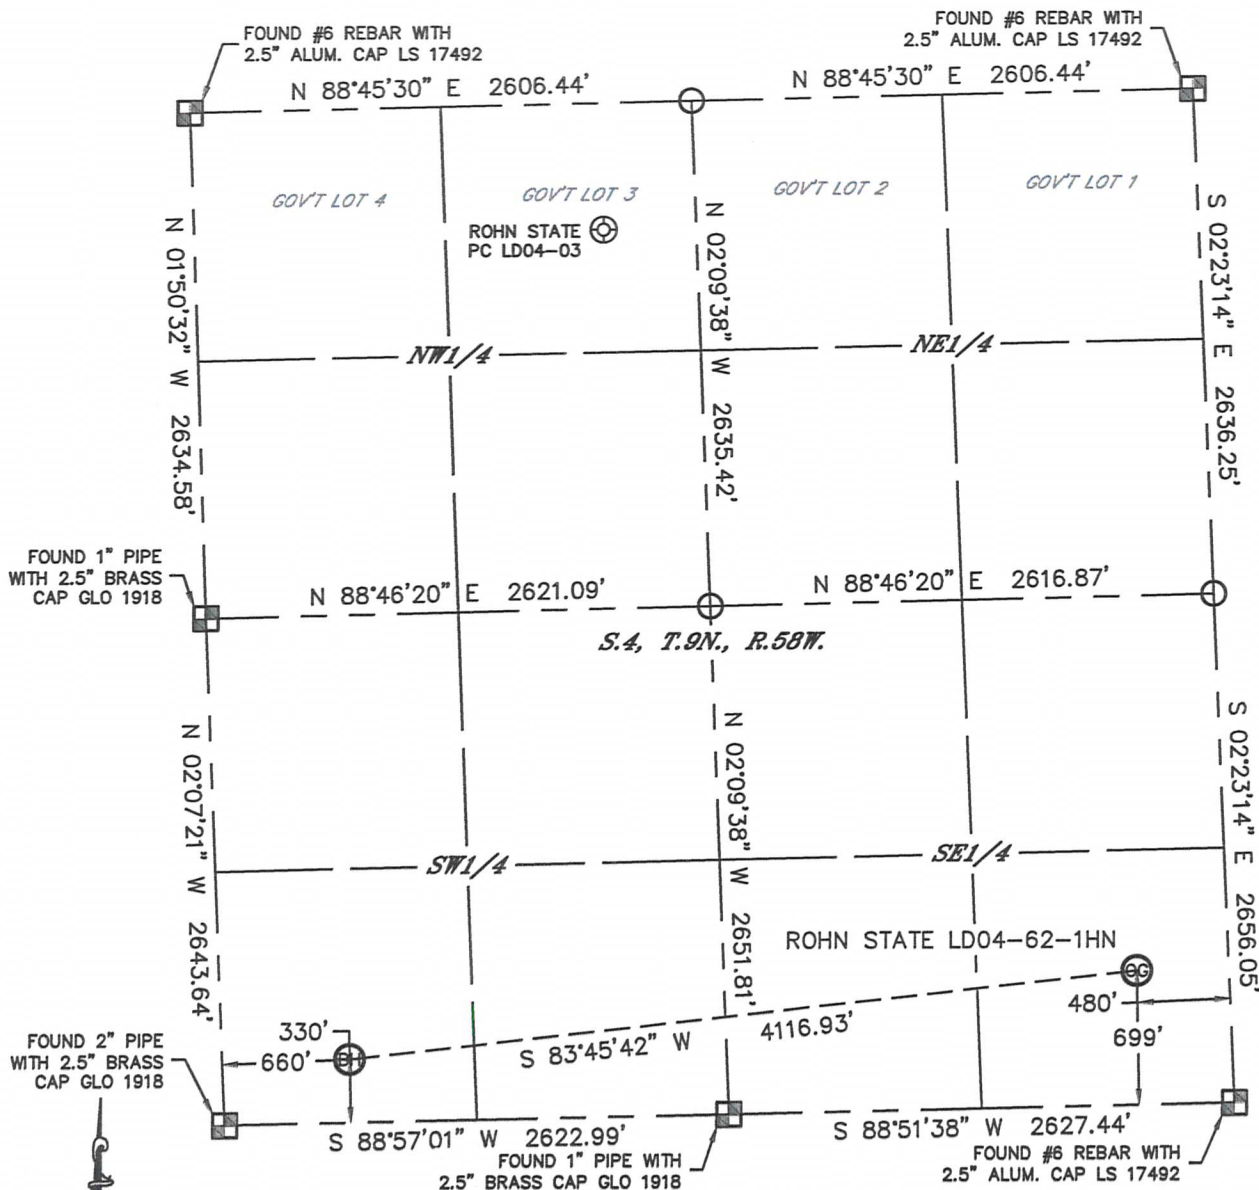 FOUND #6 REBAR WITH
2.5" ALUM. CAP LS 17492
FOUND #6 REBAR WITH
2.5" ALUM. CAP LS 17492
N 88°45'30" E 2606.44'
N 88°45'30" E 2606.44'
GOV'T LOT 4
GOV'T LOT 3
GOV'T LOT 2
GOV'T LOT 1
ROHN STATE
PC LD04-03
N 01°50'32" W 2634.58'
N 02°09'38" W 2635.42'
S 02°23'14" E 2636.25'
NW1/4
NE1/4
FOUND 1" PIPE
WITH 2.5" BRASS
CAP GLO 1918
N 88°46'20" E 2621.09'
N 88°46'20" E 2616.87'
S.4, T.9N., R.58W.
N 02°07'21" W 2643.64'
N 02°09'38" W 2651.81'
S 02°23'14" E 2656.05'
SW1/4
SE1/4
ROHN STATE LD04-62-1HN
OG
480'
699'
330'
660'
BH
S 83°45'42" W 4116.93'
FOUND 2" PIPE
WITH 2.5" BRASS
CAP GLO 1918
S 88°57'01" W 2622.99'
S 88°51'38" W 2627.44'
FOUND 1" PIPE WITH
2.5" BRASS CAP GLO 1918
FOUND #6 REBAR WITH
2.5" ALUM. CAP LS 17492